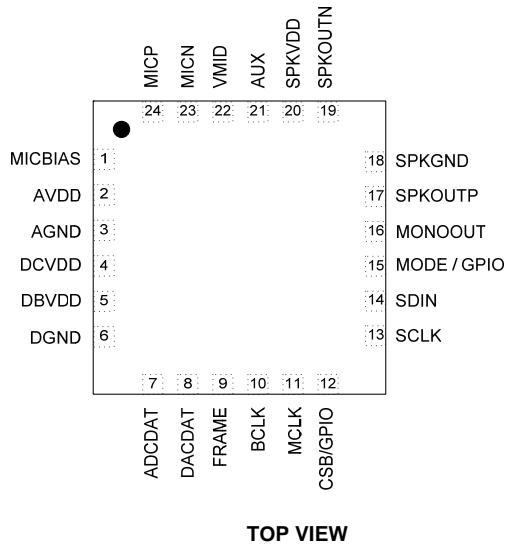 MICP
MICN
VMID
AUX
SPKVDD
SPKOUTN
24
23
22
21
20
19
MICBIAS 1
AVDD 2
AGND 3
DCVDD 4
DBVDD 5
DGND 6
18 SPKGND
17 SPKOUTP
16 MONOOUT
15 MODE / GPIO
14 SDIN
13 SCLK
7
8
9
10
11
12
ADCDAT
DACDAT
FRAME
BCLK
MCLK
CSB/GPIO
TOP VIEW